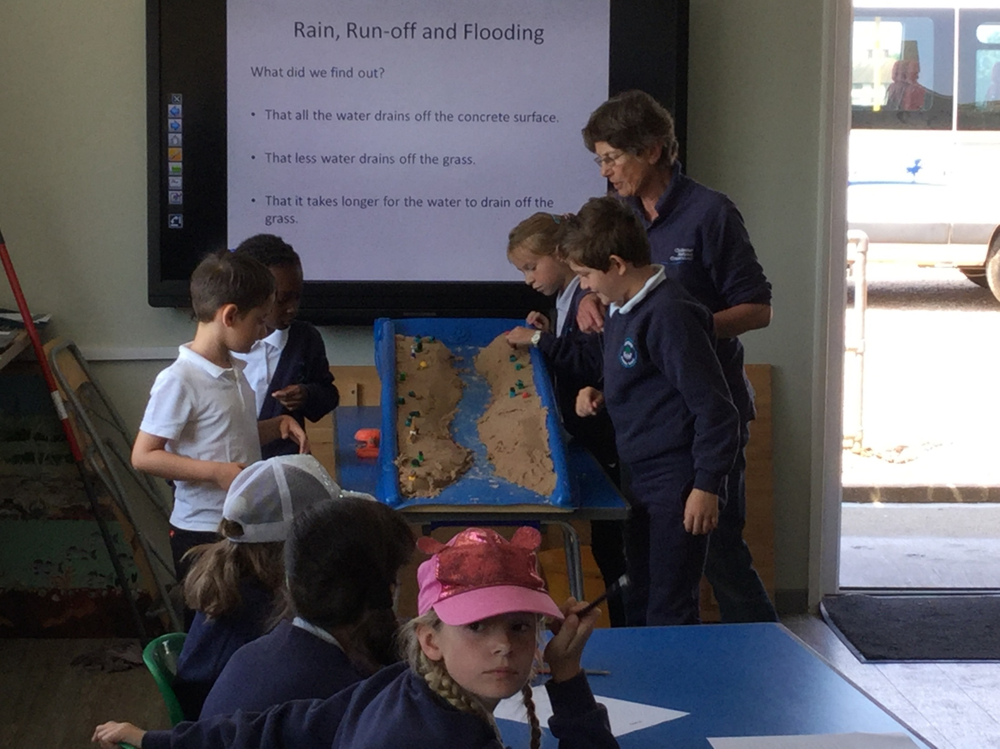 Rain, Run-off and Flooding
What did we find out?
• That all the water drains off the concrete surface.
• That less water drains off the grass.
• That it takes longer for the water to drain off the
grass.